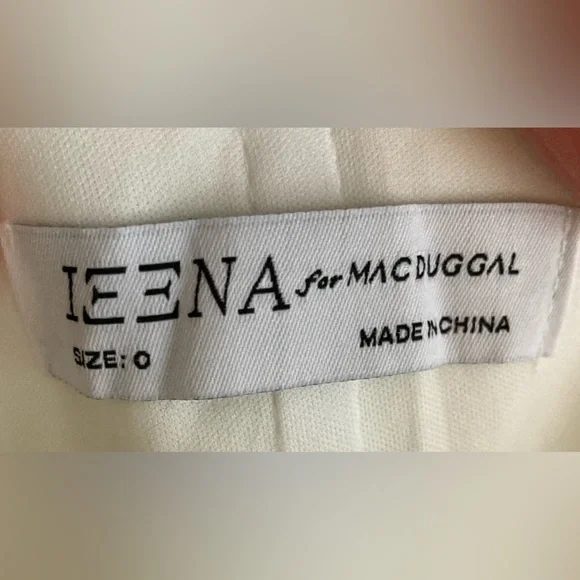 IEENA for MAC DUGGAL
SIZE: 0
MADE IN CHINA